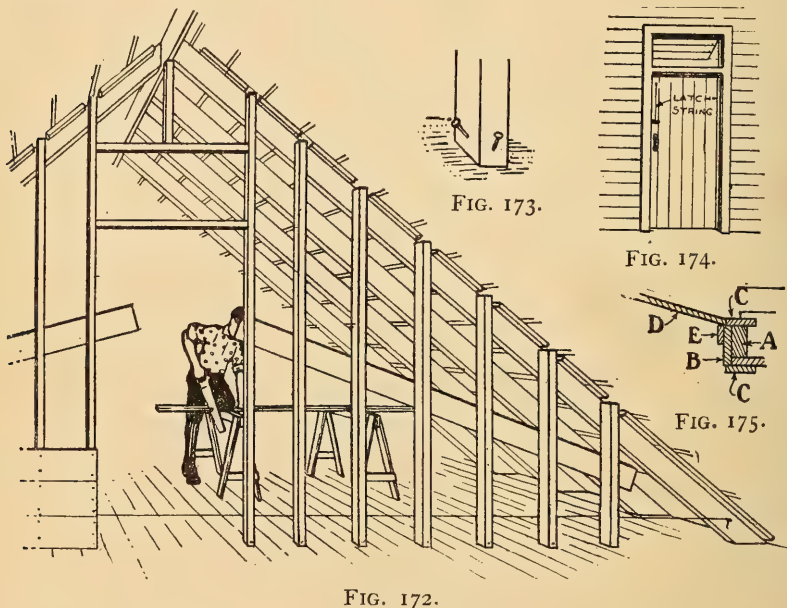 LATCH-
STRING
FIG. 173.
FIG. 174.
C
D
E
A
B
C
FIG. 175.
FIG. 172.